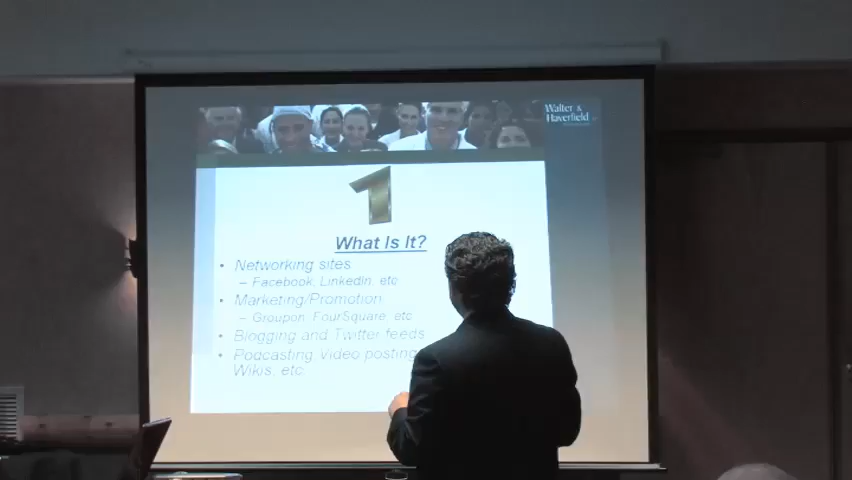 Walter &
Haverfield
1
What Is It?
• Networking sites
– Facebook, LinkedIn, etc
• Marketing/Promotion
– Groupon, FourSquare, etc
• Blogging and Twitter feeds
• Podcasting, Video posting
Wikis, etc.